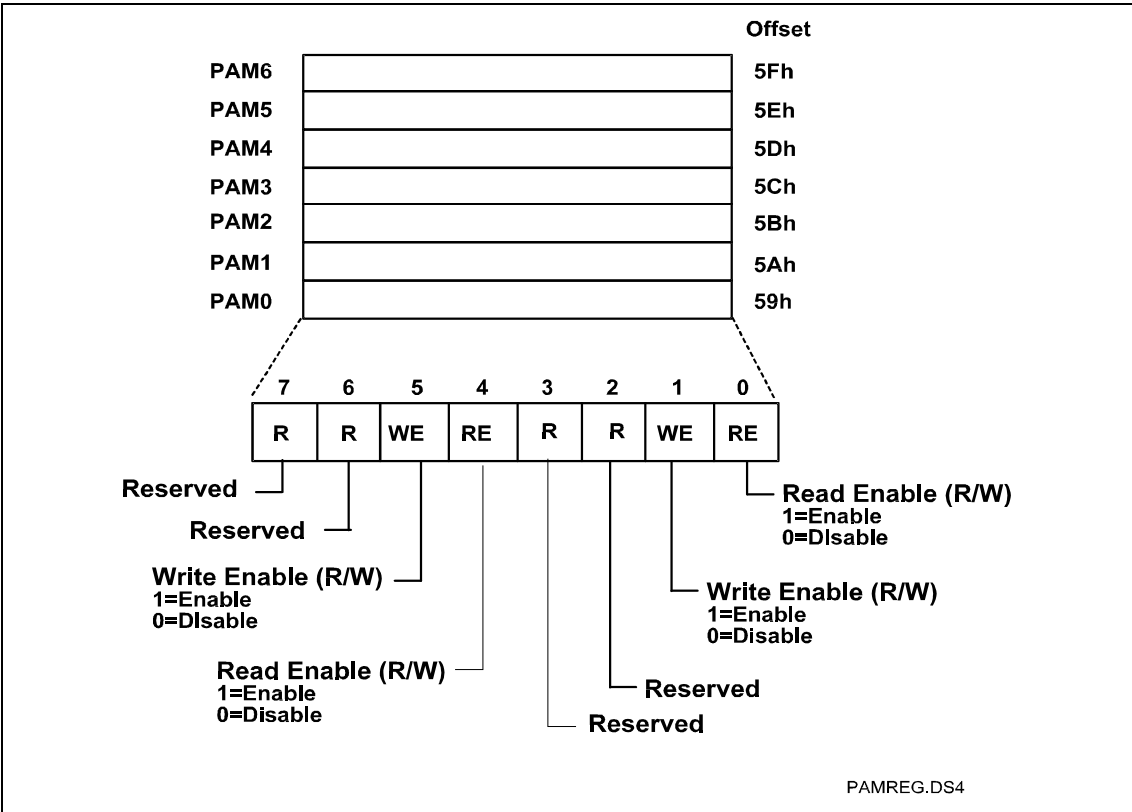 Offset
PAM6 5Fh
PAM5 5Eh
PAM4 5Dh
PAM3 5Ch
PAM2 5Bh
PAM1 5Ah
PAM0 59h
7 6 5 4 3 2 1 0
R R WE RE R R WE RE
Reserved
Reserved
Write Enable (R/W)
1=Enable
0=DIsable
Read Enable (R/W)
1=Enable
0=Disable
Reserved
Reserved
Write Enable (R/W)
1=Enable
0=Disable
Read Enable (R/W)
1=Enable
0=DIsable
PAMREG.DS4